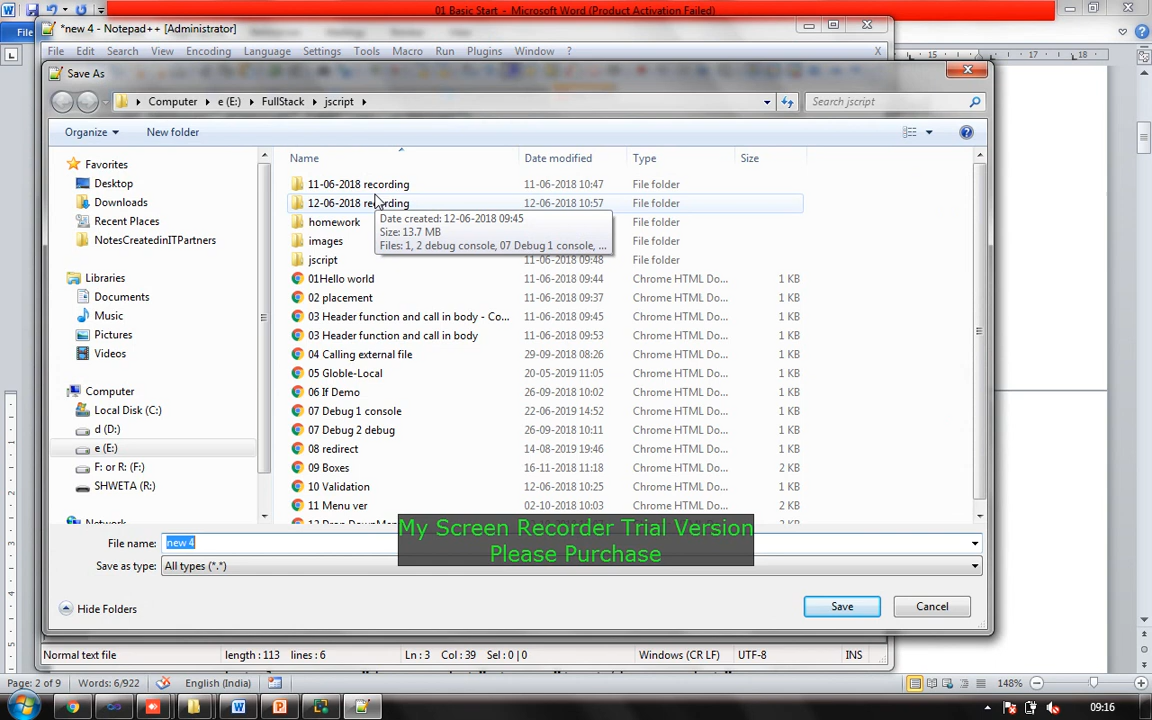 01 Basic Start - Microsoft Word (Product Activation Failed)
File
*new 4 - Notepad++ [Administrator]
File Edit Search View Encoding Language Settings Tools Macro Run Plugins Window ? X
Save As
Computer e (E:) FullStack jscript
Search jscript
Organize New folder
Name Date modified Type Size
Favorites
Desktop
Downloads
Recent Places
NotesCreatedinITPartners
Libraries
Documents
Music
Pictures
Videos
Computer
Local Disk (C:)
d (D:)
e (E:)
F: or R: (F:)
SHWETA (R:)
Network
11-06-2018 recording 11-06-2018 10:47 File folder
12-06-2018 recording 12-06-2018 10:57 File folder
homework File folder
images File folder
jscript 11-06-2018 09:48 File folder
Date created: 12-06-2018 09:45
Size: 13.7 MB
Files: 1, 2 debug console, 07 Debug 1 console, ...
01Hello world 11-06-2018 09:44 Chrome HTML Do... 1 KB
02 placement 11-06-2018 09:37 Chrome HTML Do... 1 KB
03 Header function and call in body - Co... 11-06-2018 09:45 Chrome HTML Do... 1 KB
03 Header function and call in body 11-06-2018 09:53 Chrome HTML Do... 1 KB
04 Calling external file 29-09-2018 08:26 Chrome HTML Do... 1 KB
05 Globle-Local 20-05-2019 11:05 Chrome HTML Do... 1 KB
06 If Demo 26-09-2018 10:02 Chrome HTML Do... 1 KB
07 Debug 1 console 22-06-2019 14:52 Chrome HTML Do... 1 KB
07 Debug 2 debug 26-09-2018 10:11 Chrome HTML Do... 1 KB
08 redirect 14-08-2019 19:46 Chrome HTML Do... 1 KB
09 Boxes 16-11-2018 11:18 Chrome HTML Do... 2 KB
10 Validation 12-06-2018 10:25 Chrome HTML Do... 1 KB
11 Menu ver 02-10-2018 10:03 Chrome HTML Do... 1 KB
My Screen Recorder Trial Version
Please Purchase
File name: new 4
Save as type: All types (*.*)
Hide Folders
Save Cancel
Normal text file length : 113 lines : 6 Ln : 3 Col : 39 Sel : 0 | 0 Windows (CR LF) UTF-8 INS
Page: 2 of 9 Words: 6/922 English (India) 148%
09:16